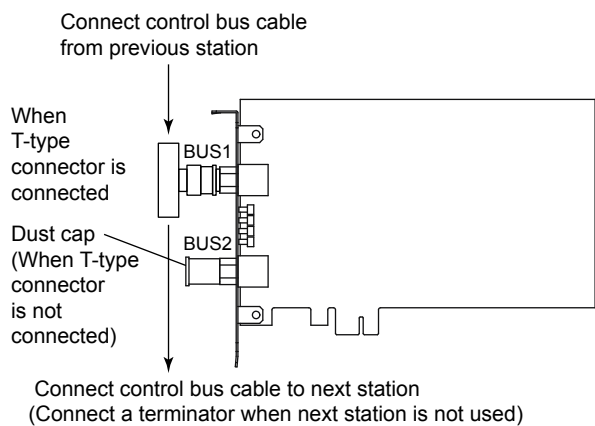 Connect control bus cable
from previous station
When
T-type
connector is
connected
BUS1
Dust cap
(When T-type
connector
is not
connected)
BUS2
Connect control bus cable to next station
(Connect a terminator when next station is not used)